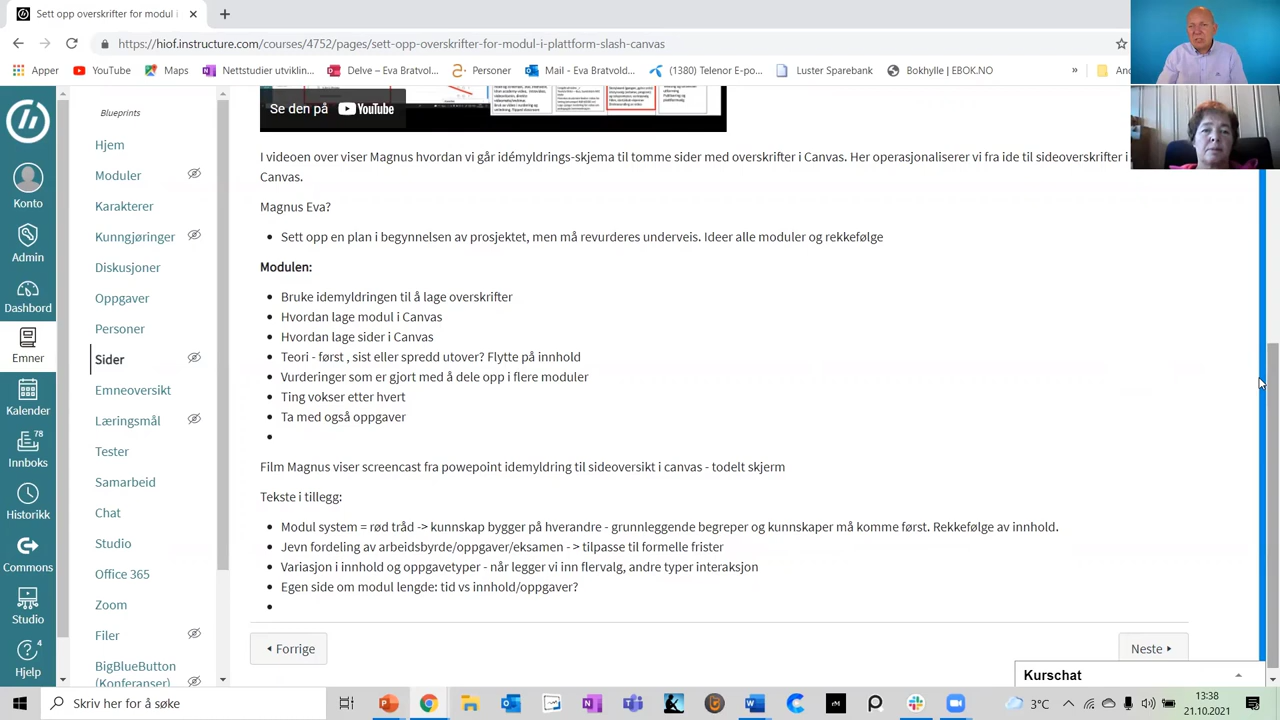 Sett opp overskrifter for modul i
https://hiof.instructure.com/courses/4752/pages/sett-opp-overskrifter-for-modul-i-plattform-slash-canvas
Apper YouTube Maps Nettstudier utviklin... Delve – Eva Bratvol... Personer Mail - Eva Bratvold... (1380) Telenor E-po... Luster Sparebank Bokhylle | EBOK.NO
Se den på YouTube
Blueprints
Hjem
Moduler
Karakterer
Kunngjøringer
Diskusjoner
Oppgaver
Personer
Sider
Emneoversikt
Læringsmål
Tester
Samarbeid
Chat
Studio
Office 365
Zoom
Filer
BigBlueButton
(Konferanser)
Konto
Admin
Dashbord
Emner
Kalender
78
Innboks
Historikk
Commons
Studio
4
Hjelp
I videoen over viser Magnus hvordan vi går idémyldrings-skjema til tomme sider med overskrifter i Canvas. Her operasjonaliserer vi fra ide til sideoverskrifter i
Canvas.
Magnus Eva?
• Sett opp en plan i begynnelsen av prosjektet, men må revurderes underveis. Ideer alle moduler og rekkefølge
Modulen:
• Bruke idemyldringen til å lage overskrifter
• Hvordan lage modul i Canvas
• Hvordan lage sider i Canvas
• Teori - først , sist eller spredd utover? Flytte på innhold
• Vurderinger som er gjort med å dele opp i flere moduler
• Ting vokser etter hvert
• Ta med også oppgaver
•
Film Magnus viser screencast fra powepoint idemyldring til sideoversikt i canvas - todelt skjerm
Tekste i tillegg:
• Modul system = rød tråd -> kunnskap bygger på hverandre - grunnleggende begreper og kunnskaper må komme først. Rekkefølge av innhold.
• Jevn fordeling av arbeidsbyrde/oppgaver/eksamen - > tilpasse til formelle frister
• Variasjon i innhold og oppgavetyper - når legger vi inn flervalg, andre typer interaksjon
• Egen side om modul lengde: tid vs innhold/oppgaver?
•
Forrige
Neste
Kurschat
Skriv her for å søke
3°C
13:38
21.10.2021